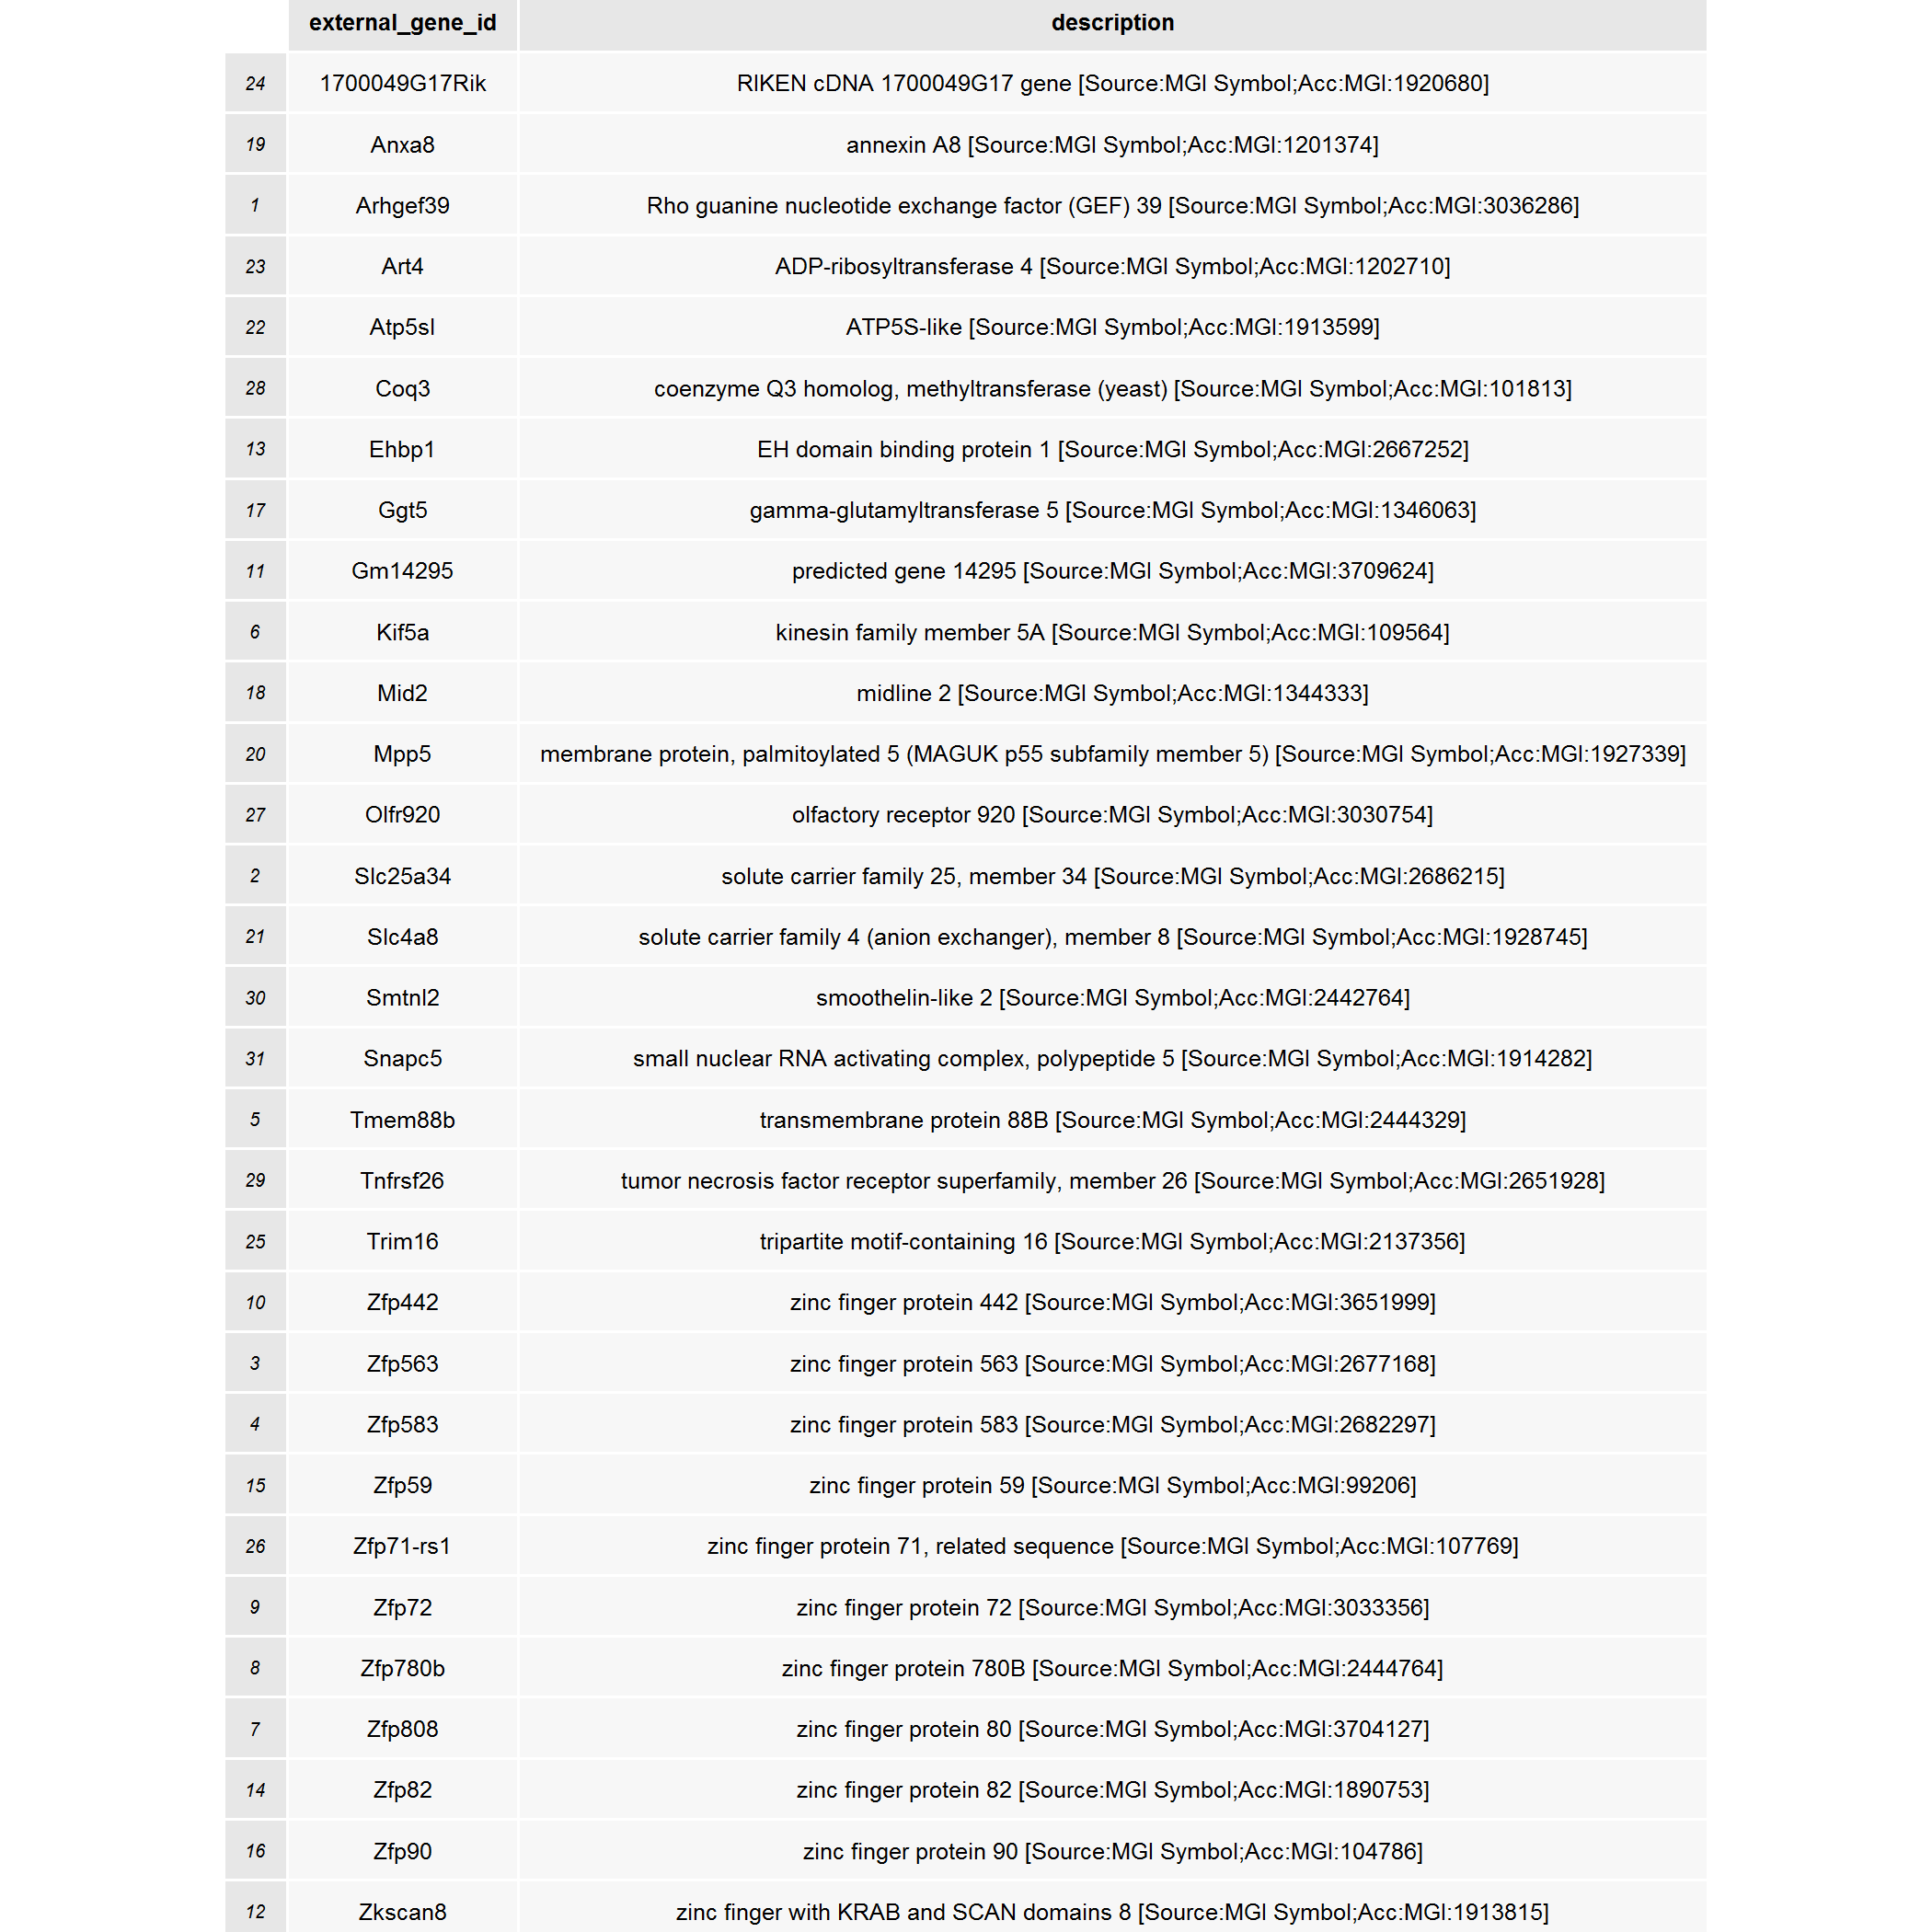 external_gene_id description
24 1700049G17Rik RIKEN cDNA 1700049G17 gene [Source:MGI Symbol;Acc:MGI:1920680]
19 Anxa8 annexin A8 [Source:MGI Symbol;Acc:MGI:1201374]
1 Arhgef39 Rho guanine nucleotide exchange factor (GEF) 39 [Source:MGI Symbol;Acc:MGI:3036286]
23 Art4 ADP-ribosyltransferase 4 [Source:MGI Symbol;Acc:MGI:1202710]
22 Atp5sl ATP5S-like [Source:MGI Symbol;Acc:MGI:1913599]
28 Coq3 coenzyme Q3 homolog, methyltransferase (yeast) [Source:MGI Symbol;Acc:MGI:101813]
13 Ehbp1 EH domain binding protein 1 [Source:MGI Symbol;Acc:MGI:2667252]
17 Ggt5 gamma-glutamyltransferase 5 [Source:MGI Symbol;Acc:MGI:1346063]
11 Gm14295 predicted gene 14295 [Source:MGI Symbol;Acc:MGI:3709624]
6 Kif5a kinesin family member 5A [Source:MGI Symbol;Acc:MGI:109564]
18 Mid2 midline 2 [Source:MGI Symbol;Acc:MGI:1344333]
20 Mpp5 membrane protein, palmitoylated 5 (MAGUK p55 subfamily member 5) [Source:MGI Symbol;Acc:MGI:1927339]
27 Olfr920 olfactory receptor 920 [Source:MGI Symbol;Acc:MGI:3030754]
2 Slc25a34 solute carrier family 25, member 34 [Source:MGI Symbol;Acc:MGI:2686215]
21 Slc4a8 solute carrier family 4 (anion exchanger), member 8 [Source:MGI Symbol;Acc:MGI:1928745]
30 Smtnl2 smoothelin-like 2 [Source:MGI Symbol;Acc:MGI:2442764]
31 Snapc5 small nuclear RNA activating complex, polypeptide 5 [Source:MGI Symbol;Acc:MGI:1914282]
5 Tmem88b transmembrane protein 88B [Source:MGI Symbol;Acc:MGI:2444329]
29 Tnfrsf26 tumor necrosis factor receptor superfamily, member 26 [Source:MGI Symbol;Acc:MGI:2651928]
25 Trim16 tripartite motif-containing 16 [Source:MGI Symbol;Acc:MGI:2137356]
10 Zfp442 zinc finger protein 442 [Source:MGI Symbol;Acc:MGI:3651999]
3 Zfp563 zinc finger protein 563 [Source:MGI Symbol;Acc:MGI:2677168]
4 Zfp583 zinc finger protein 583 [Source:MGI Symbol;Acc:MGI:2682297]
15 Zfp59 zinc finger protein 59 [Source:MGI Symbol;Acc:MGI:99206]
26 Zfp71-rs1 zinc finger protein 71, related sequence [Source:MGI Symbol;Acc:MGI:107769]
9 Zfp72 zinc finger protein 72 [Source:MGI Symbol;Acc:MGI:3033356]
8 Zfp780b zinc finger protein 780B [Source:MGI Symbol;Acc:MGI:2444764]
7 Zfp808 zinc finger protein 80 [Source:MGI Symbol;Acc:MGI:3704127]
14 Zfp82 zinc finger protein 82 [Source:MGI Symbol;Acc:MGI:1890753]
16 Zfp90 zinc finger protein 90 [Source:MGI Symbol;Acc:MGI:104786]
12 Zkscan8 zinc finger with KRAB and SCAN domains 8 [Source:MGI Symbol;Acc:MGI:1913815]